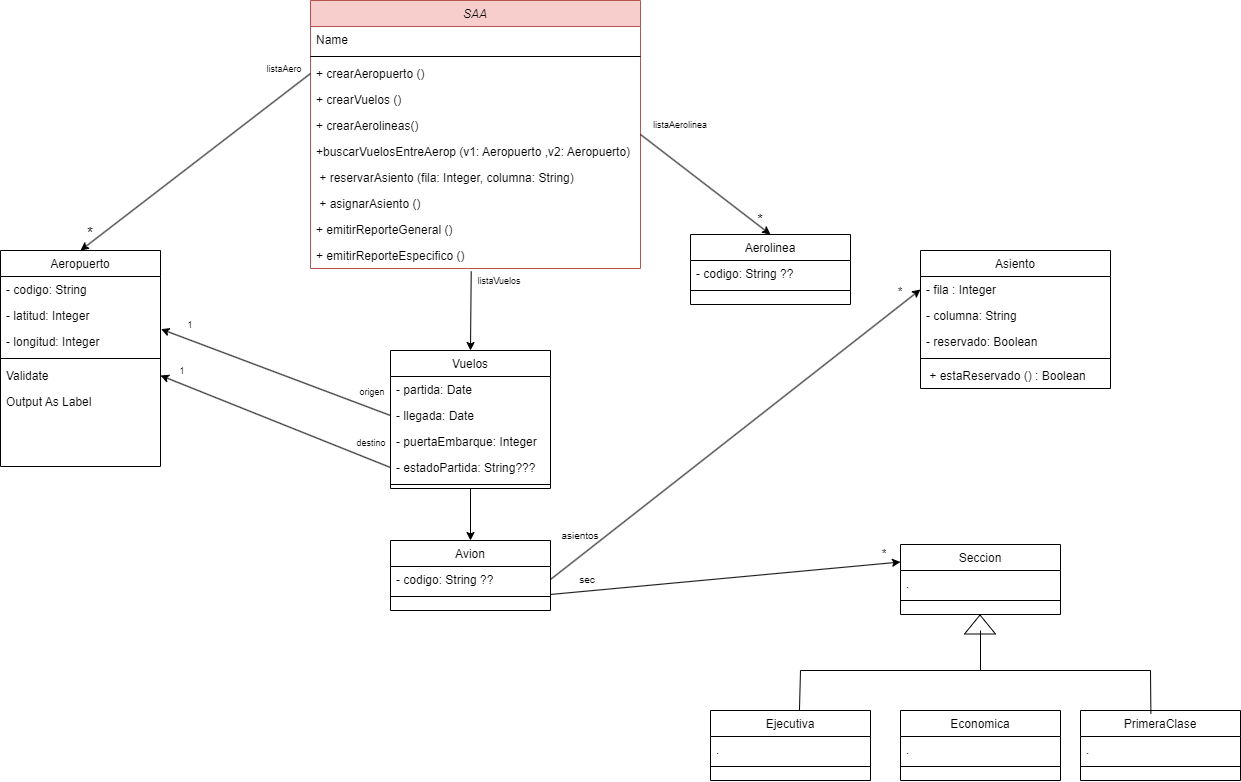 SAA
Name
+ crearAeropuerto ()
+ crearVuelos ()
+ crearAerolineas()
+buscarVuelosEntreAerop (v1: Aeropuerto ,v2: Aeropuerto)
+ reservarAsiento (fila: Integer, columna: String)
+ asignarAsiento ()
+ emitirReporteGeneral ()
+ emitirReporteEspecifico ()
listaAero
*
listaAerolinea
*
listaVuelos
Aeropuerto
- codigo: String
- latitud: Integer
- longitud: Integer
Validate
Output As Label
Aerolinea
- codigo: String ??
Asiento
- fila : Integer
- columna: String
- reservado: Boolean
+ estaReservado () : Boolean
*
1
origen
1
destino
Vuelos
- partida: Date
- llegada: Date
- puertaEmbarque: Integer
- estadoPartida: String???
Avion
- codigo: String ??
asientos
sec
*
Seccion
.
Ejecutiva
.
Economica
.
PrimeraClase
.